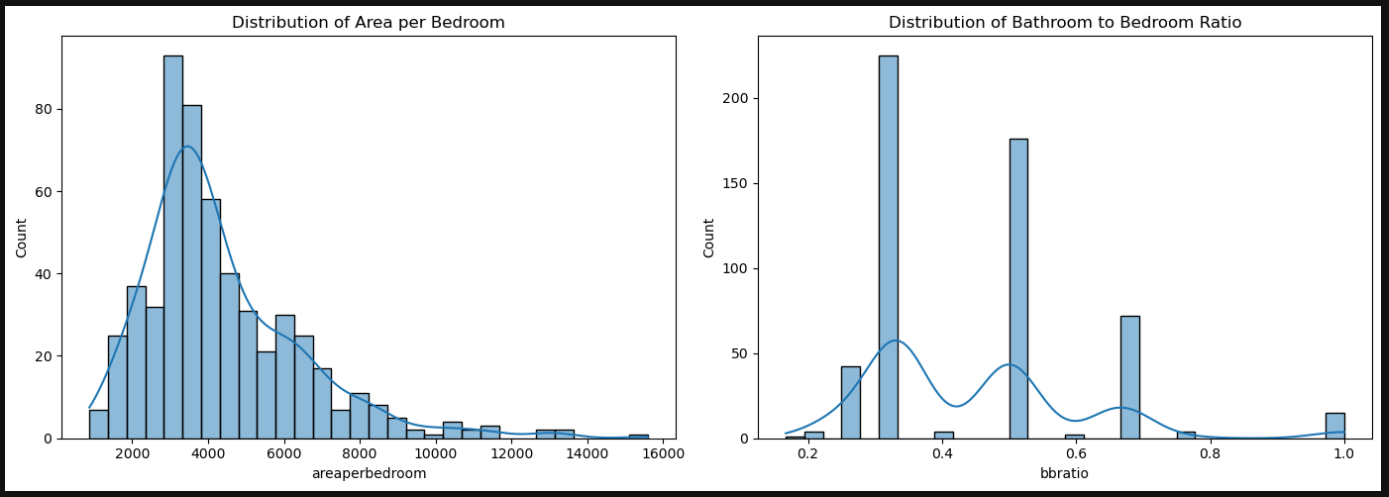 Distribution of Area per Bedroom
80
60
40
20
0
Count
2000 4000 6000 8000 10000 12000 14000 16000
areaperbedroom
Distribution of Bathroom to Bedroom Ratio
200
150
100
50
0
Count
0.2 0.4 0.6 0.8 1.0
bbratio